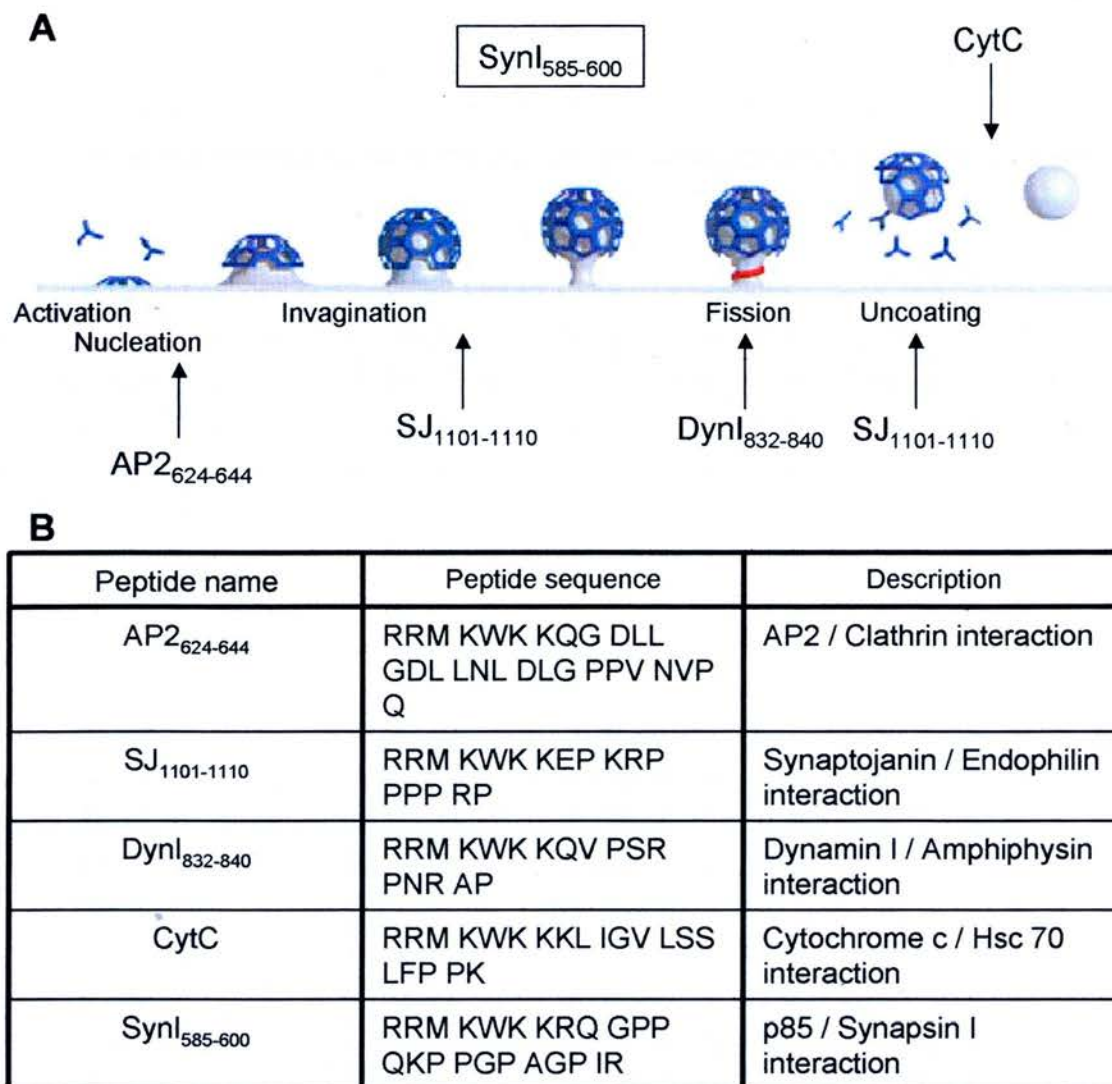 A
SynI585-600
CytC
Activation
Nucleation
Invagination
Fission
Uncoating
AP2624-644
SJ1101-1110
DynI832-840
SJ1101-1110
B
Peptide name Peptide sequence Description
AP2624-644 RRM KWK KQG DLL AP2 / Clathrin interaction
GDL LNL DLG PPV NVP
Q
SJ1101-1110 RRM KWK KEP KRP Synaptojanin / Endophilin
PPP RP interaction
DynI832-840 RRM KWK KQV PSR Dynamin I / Amphiphysin
PNR AP interaction
CytC RRM KWK KKL IGV LSS Cytochrome c / Hsc 70
LFP PK interaction
SynI585-600 RRM KWK KRQ GPP p85 / Synapsin I
QKP PGP AGP IR interaction